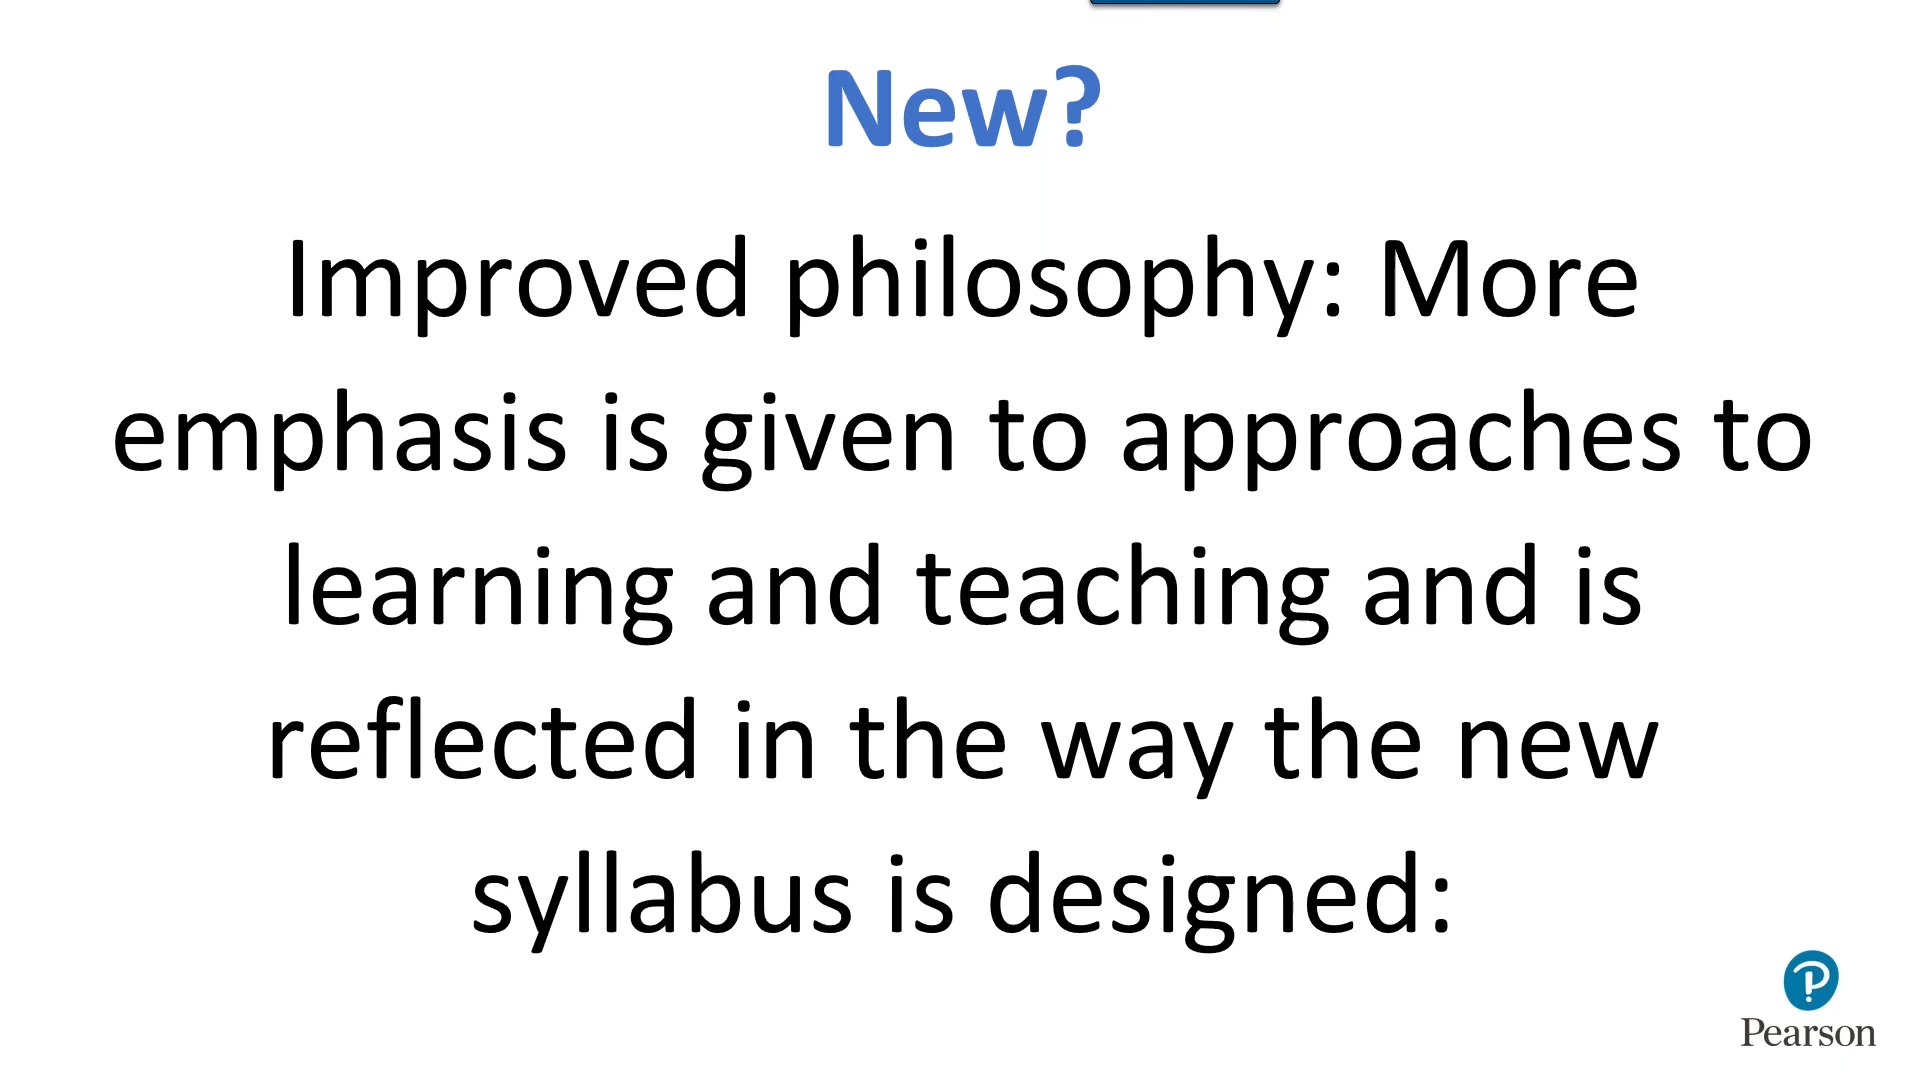 New?
Improved philosophy: More
emphasis is given to approaches to
learning and teaching and is
reflected in the way the new
syllabus is designed:
Pearson